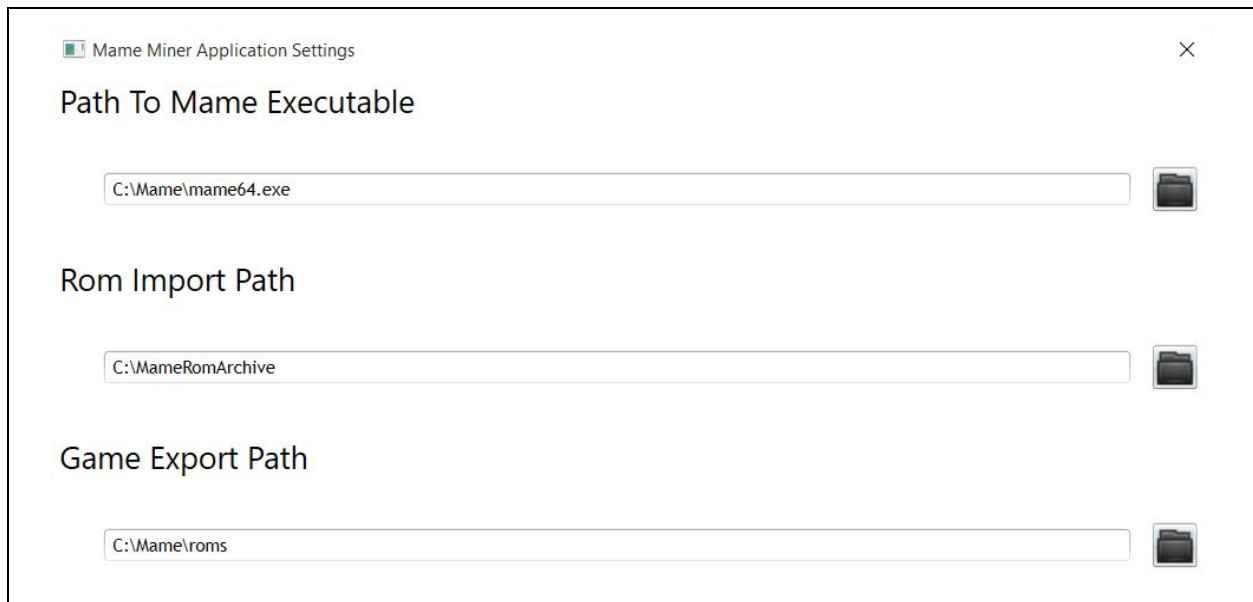 Mame Miner Application Settings
Path To Mame Executable
C:\Mame\mame64.exe
Rom Import Path
C:\MameRomArchive
Game Export Path
C:\Mame\roms